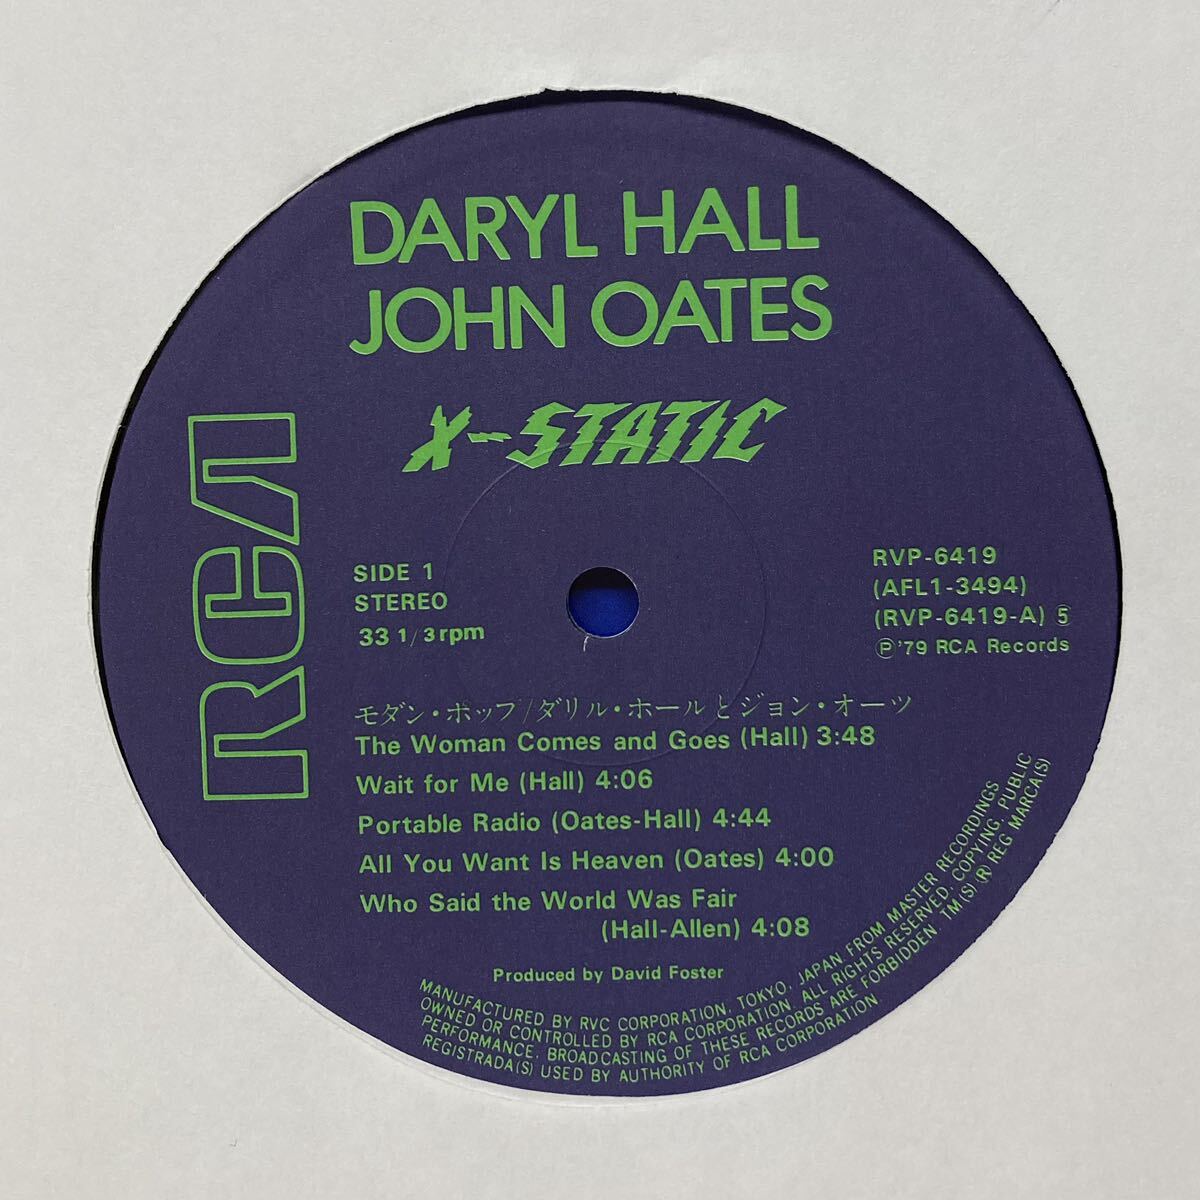 DARYL HALL
JOHN OATES
X-STATIC
RCA
SIDE 1
STEREO
33 1/3 rpm
RVP-6419
(AFL1-3494)
(RVP-6419-A) 5
Ⓟ'79 RCA Records
モダン・ポップ/ダリル・ホールとジョン・オーツ
The Woman Comes and Goes (Hall) 3:48
Wait for Me (Hall) 4:06
Portable Radio (Oates-Hall) 4:44
All You Want Is Heaven (Oates) 4:00
Who Said the World Was Fair
(Hall-Allen) 4:08
Produced by David Foster
MANUFACTURED BY RVC CORPORATION, TOKYO, JAPAN FROM MASTER RECORDINGS
OWNED OR CONTROLLED BY RCA CORPORATION. ALL RIGHTS RESERVED, COPYING, PUBLIC
PERFORMANCE, BROADCASTING OF THESE RECORDS ARE FORBIDDEN TM(S) (R) REG MARCA(S)
REGISTRADA(S) USED BY AUTHORITY OF RCA CORPORATION